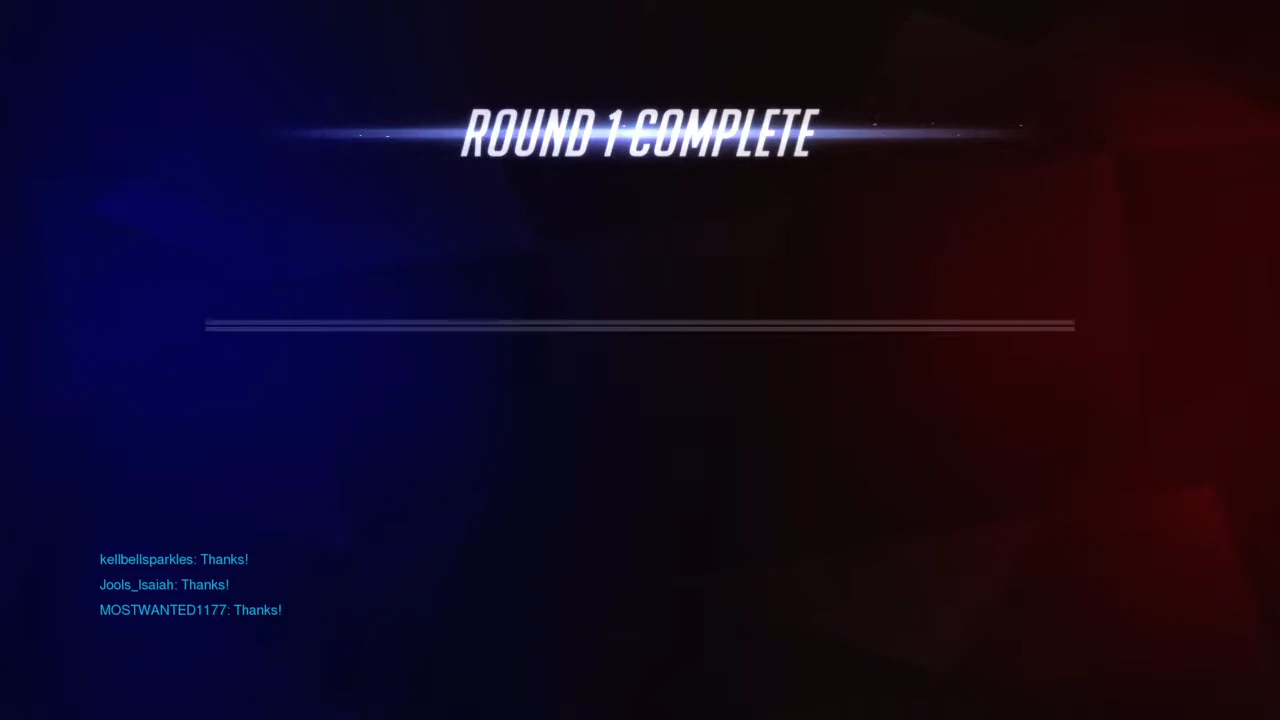 ROUND 1 COMPLETE
kellbellsparkles: Thanks!
Jools_Isaiah: Thanks!
MOSTWANTED1177: Thanks!